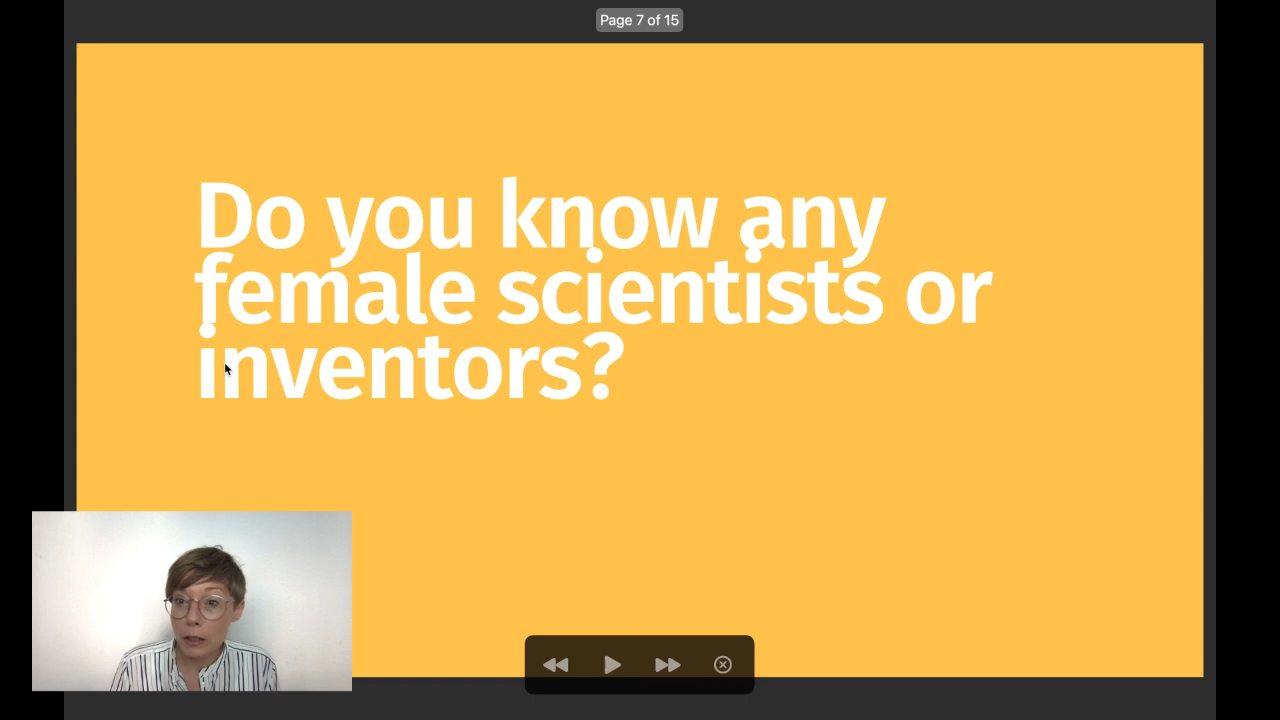 Page 7 of 15
Do you know any
female scientists or
inventors?